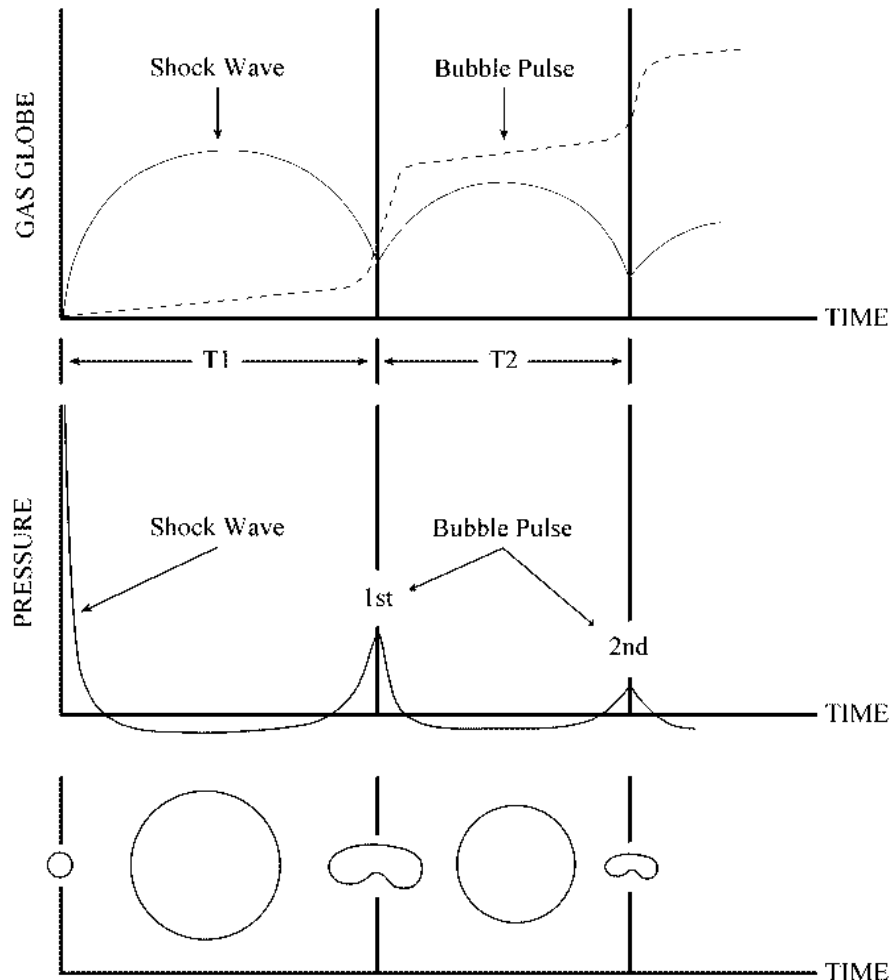 Shock Wave
Bubble Pulse
GAS GLOBE
TIME
T1
T2
PRESSURE
Shock Wave
Bubble Pulse
1st
2nd
TIME
TIME